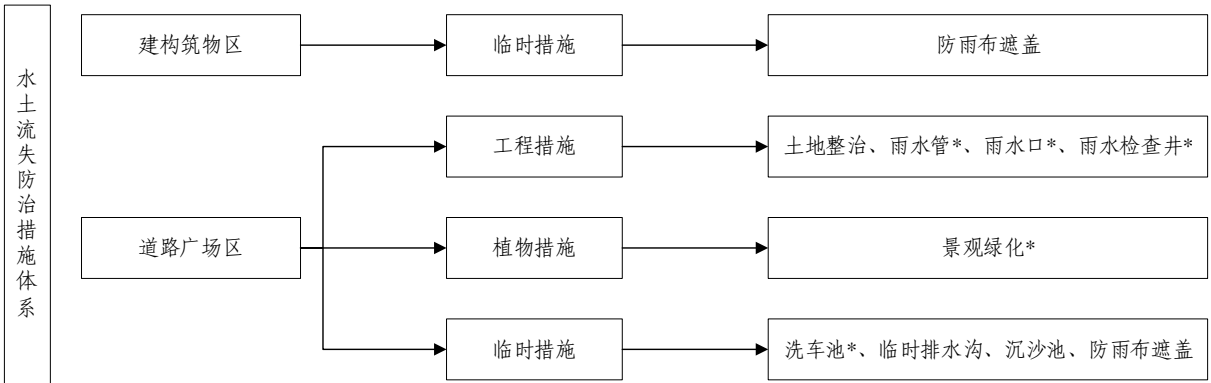 水土流失防治措施体系
建构筑物区
临时措施
防雨布遮盖
工程措施
土地整治、雨水管*、雨水口*、雨水检查井*
道路广场区
植物措施
景观绿化*
临时措施
洗车池*、临时排水沟、沉沙池、防雨布遮盖